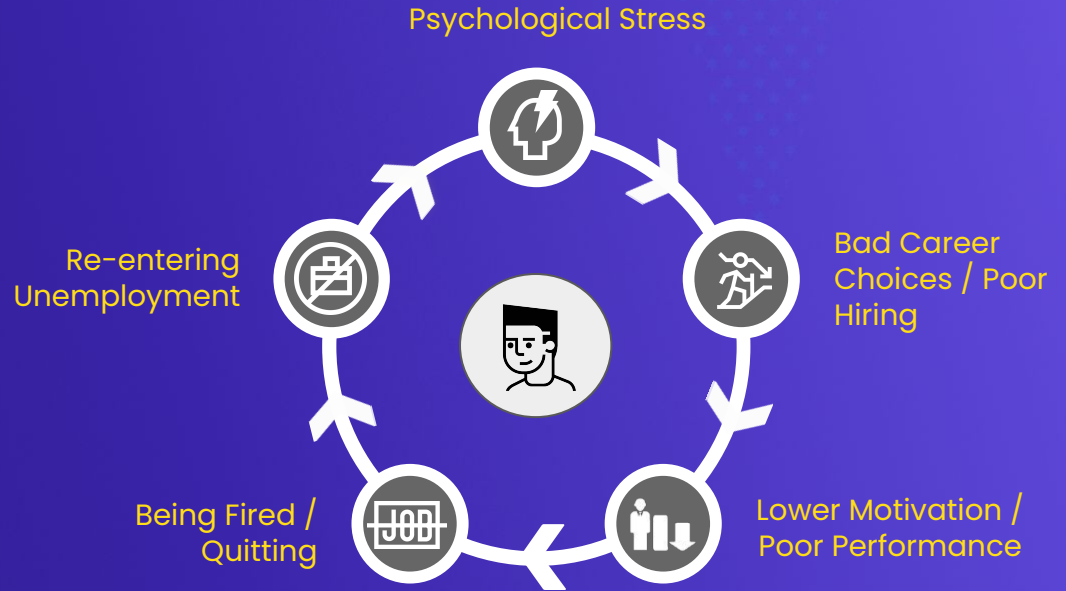 Psychological Stress
Bad Career
Choices / Poor
Hiring
Lower Motivation /
Poor Performance
Being Fired /
Quitting
JOB
Re-entering
Unemployment